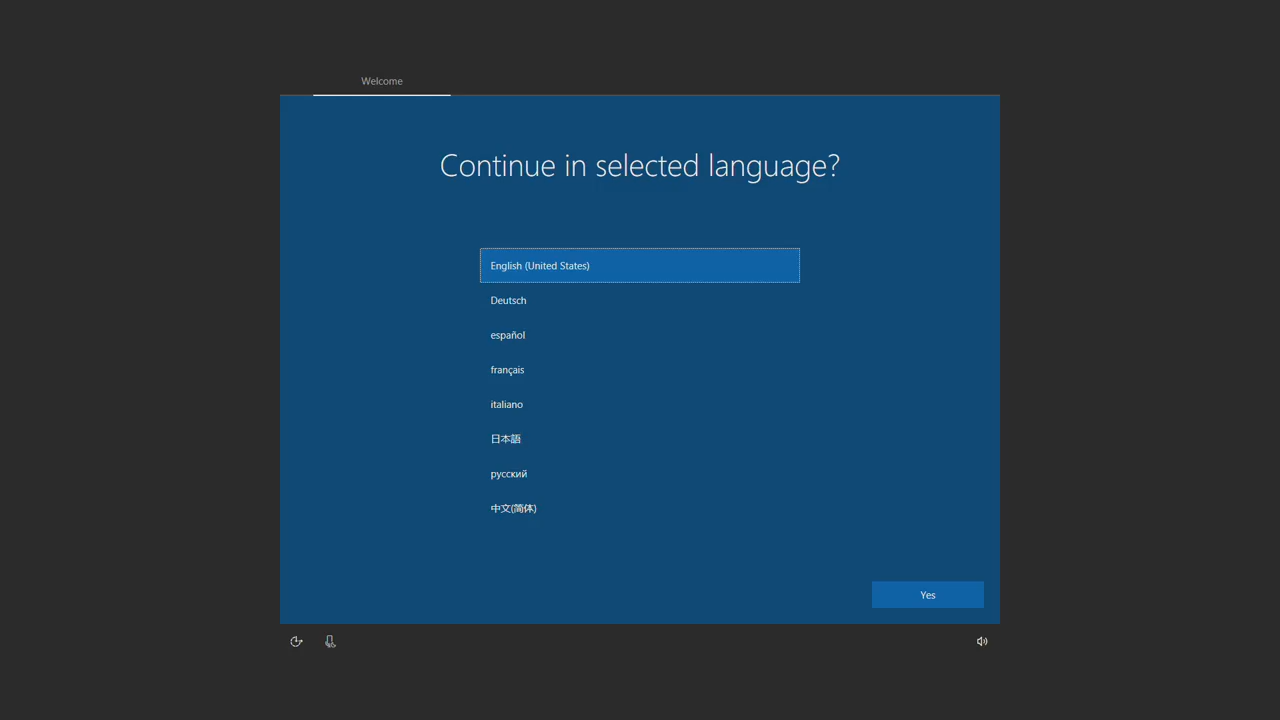 Welcome
Continue in selected language?
English (United States)
Deutsch
español
français
italiano
日本語
русский
中文(简体)
Yes